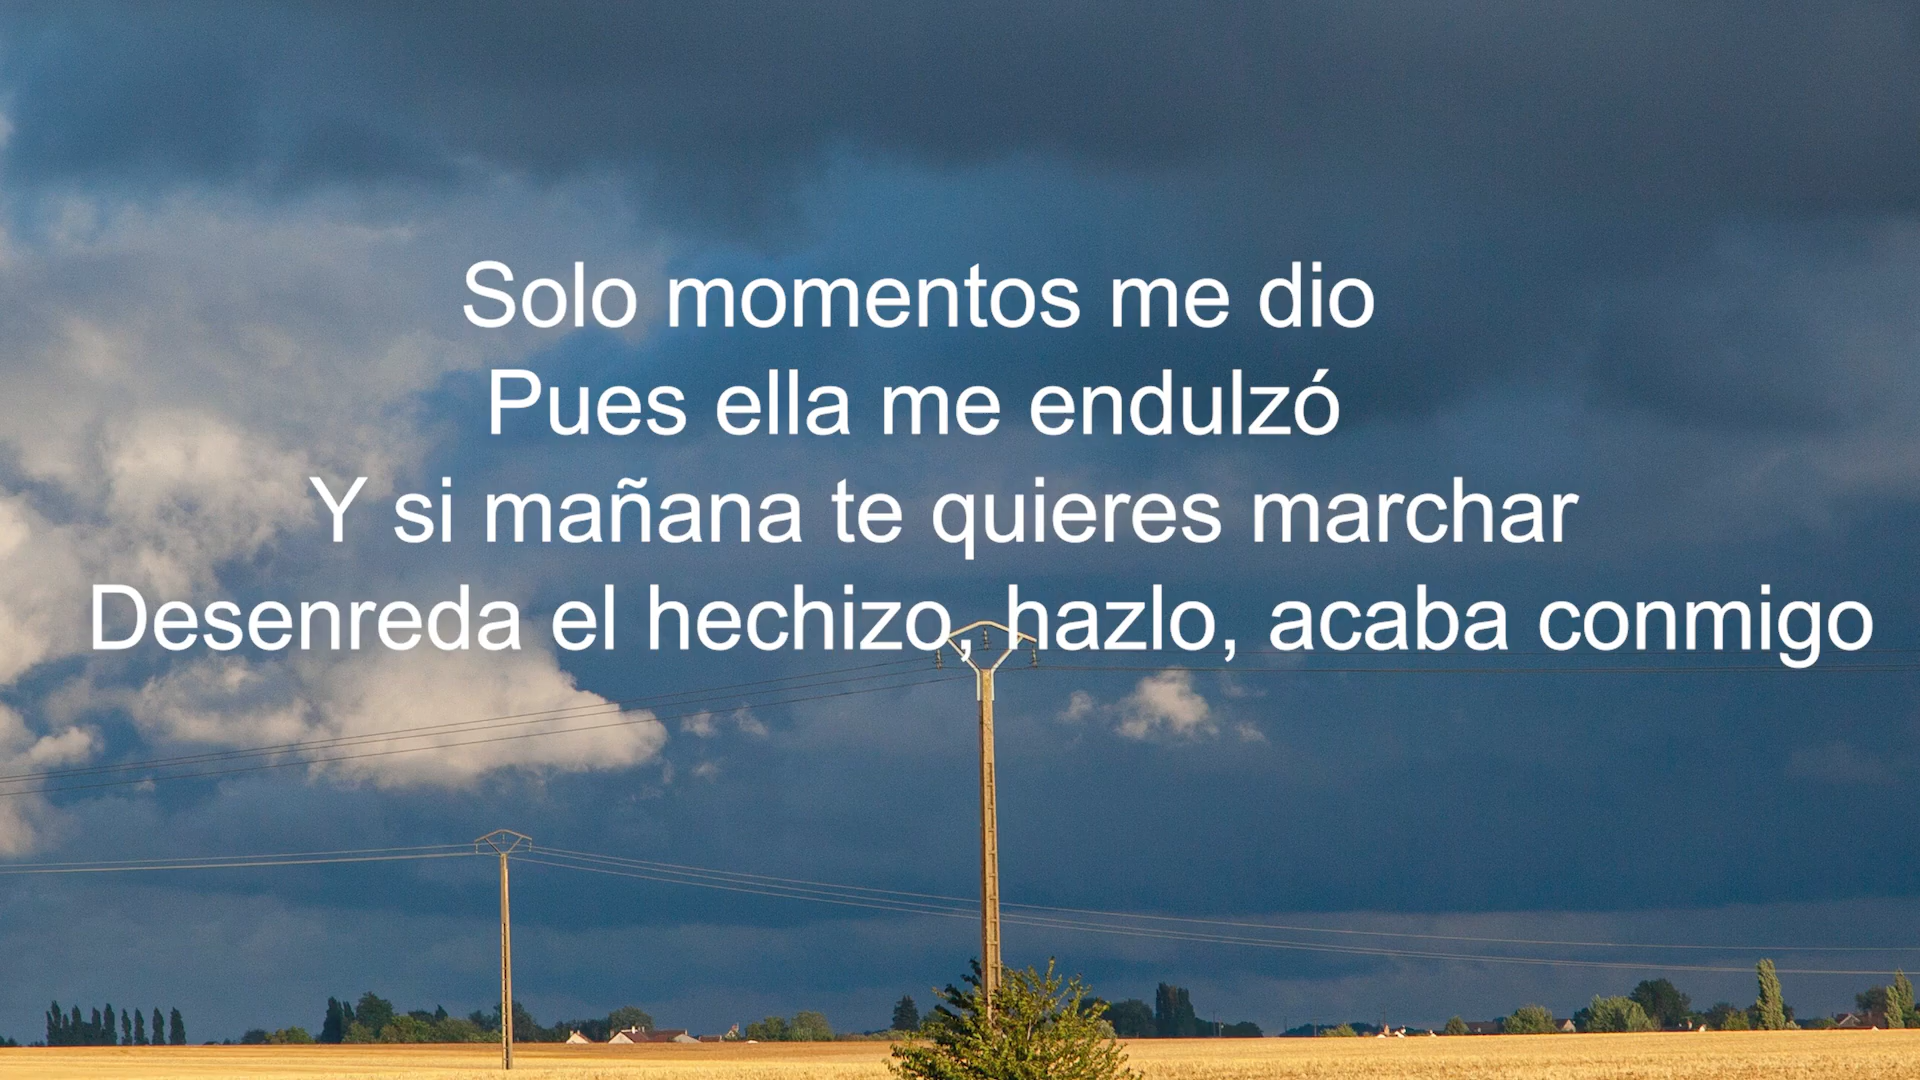 Solo momentos me dio
Pues ella me endulzó
Y si mañana te quieres marchar
Desenreda el hechizo, hazlo, acaba conmigo